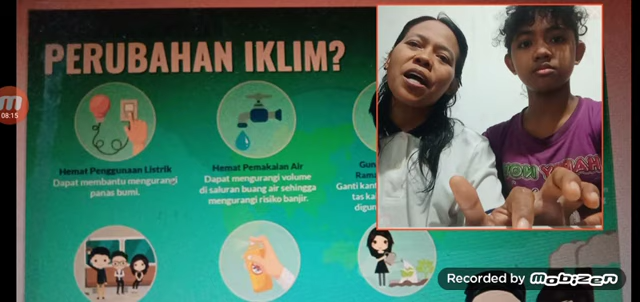 PERUBAHAN IKLIM?
08:15
Hemat Penggunaan Listrik
Dapat membantu mengurangi
panas bumi.
Hemat Pemakaian Air
Dapat mengurangi volume
di saluran buang air sehingga
mengurangi risiko banjir.
Gun
Rama
Ganti kant
tas ka
digun
Recorded by mobizen